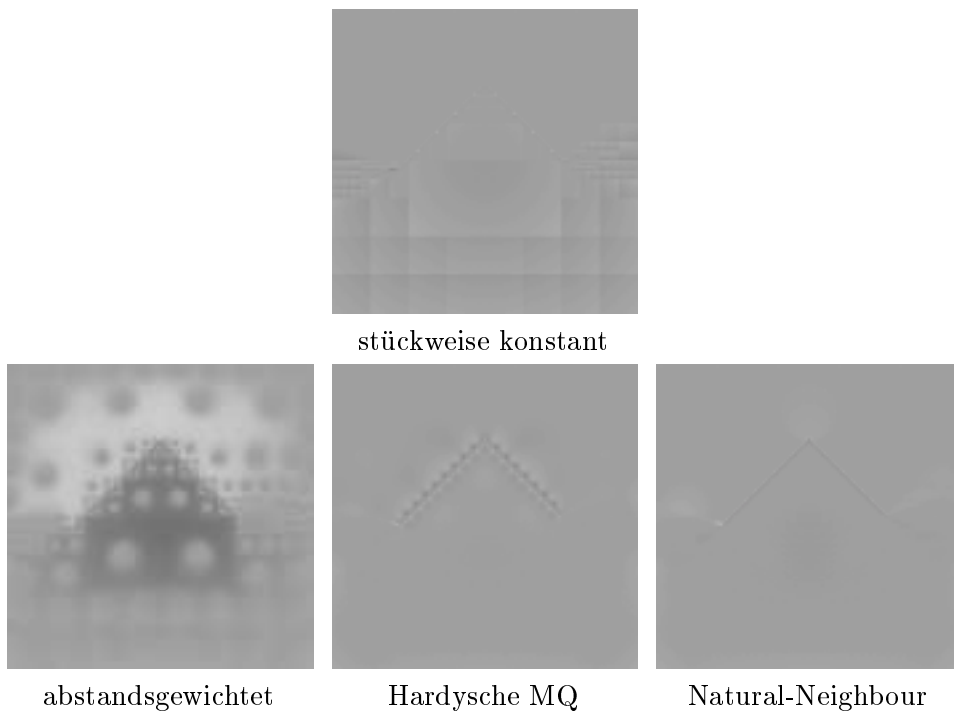 stückweise konstant
abstandsgewichtet
Hardysche MQ
Natural-Neighbour